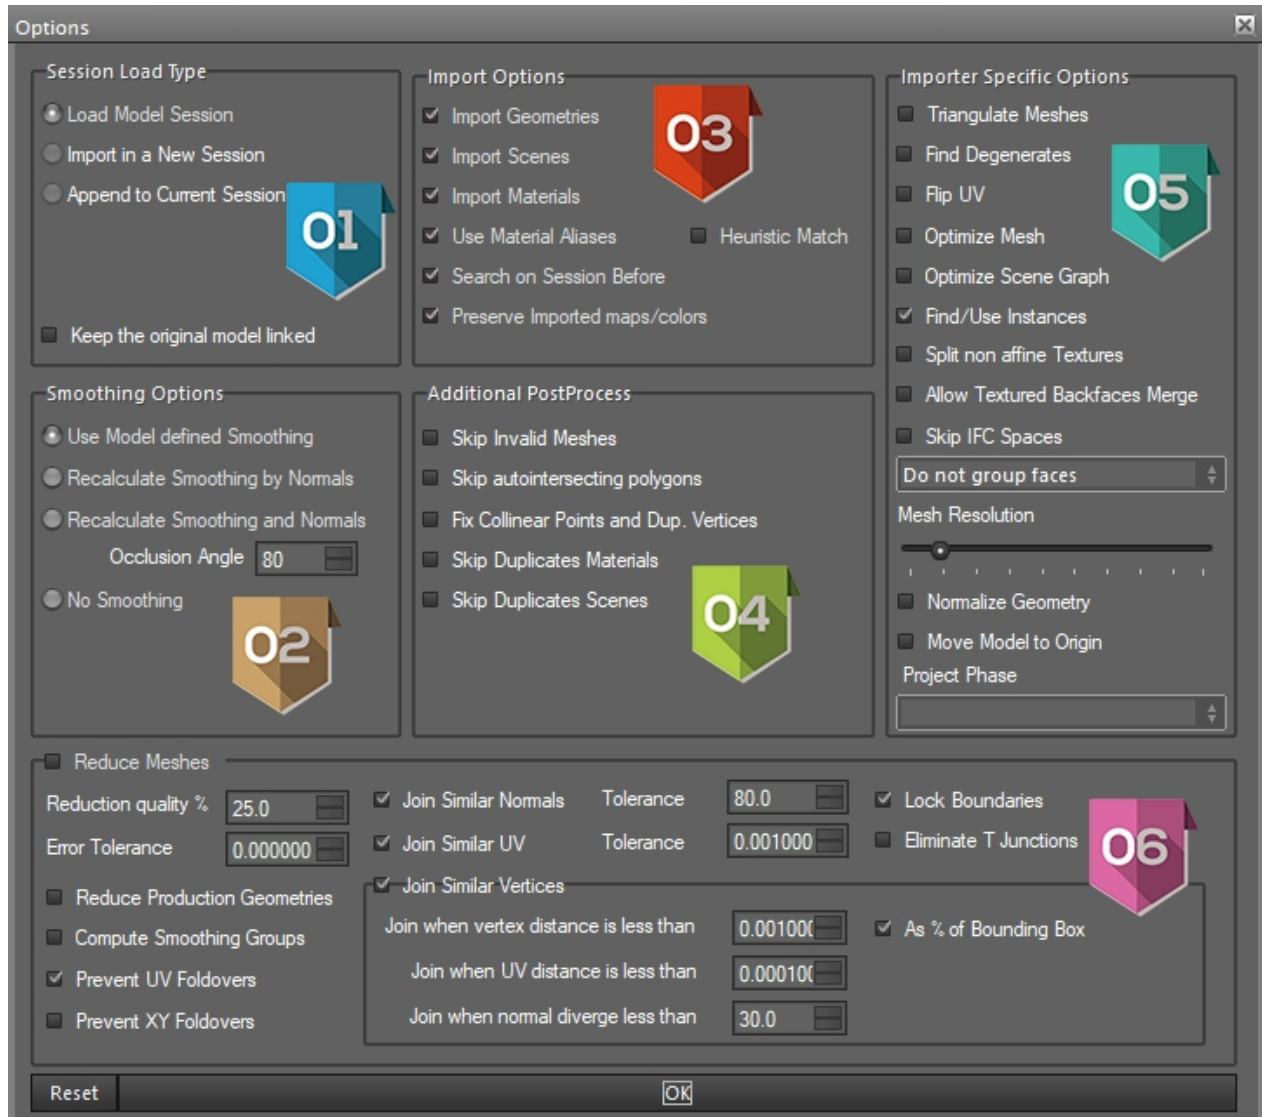 Options
Session Load Type
Load Model Session
Import in a New Session
Append to Current Session
01
Keep the original model linked
Import Options
Import Geometries
Import Scenes
Import Materials
Use Material Aliases
Heuristic Match
Search on Session Before
Preserve Imported maps/colors
03
Importer Specific Options
Triangulate Meshes
Find Degenerates
Flip UV
Optimize Mesh
Optimize Scene Graph
Find/Use Instances
Split non affine Textures
Allow Textured Backfaces Merge
Skip IFC Spaces
Do not group faces
Mesh Resolution
Normalize Geometry
Move Model to Origin
Project Phase
05
Smoothing Options
Use Model defined Smoothing
Recalculate Smoothing by Normals
Recalculate Smoothing and Normals
Occlusion Angle 80
No Smoothing
02
Additional PostProcess
Skip Invalid Meshes
Skip autointersecting polygons
Fix Collinear Points and Dup. Vertices
Skip Duplicates Materials
Skip Duplicates Scenes
04
Reduce Meshes
Reduction quality % 25.0
Error Tolerance 0.000000
Reduce Production Geometries
Compute Smoothing Groups
Prevent UV Foldovers
Prevent XY Foldovers
Join Similar Normals Tolerance 80.0
Join Similar UV Tolerance 0.001000
Lock Boundaries
Eliminate T Junctions
06
Join Similar Vertices
Join when vertex distance is less than 0.00100
As % of Bounding Box
Join when UV distance is less than 0.00010
Join when normal diverge less than 30.0
Reset
OK